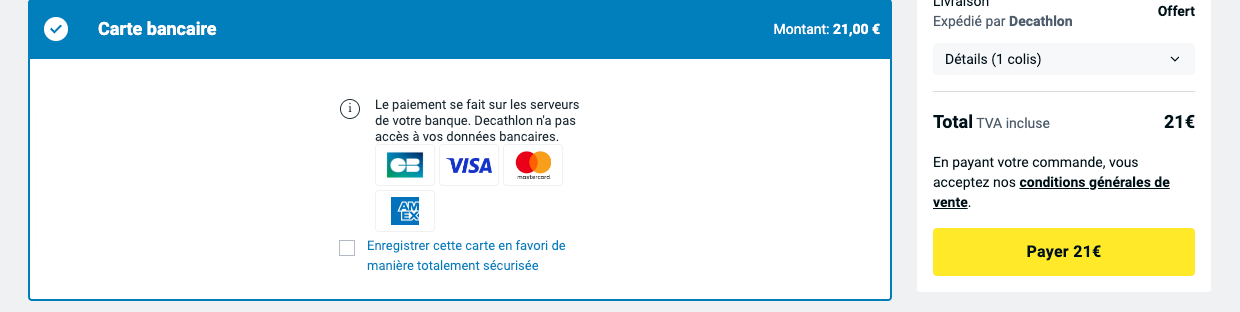 Carte bancaire
Montant: 21,00 €
Le paiement se fait sur les serveurs
de votre banque. Decathlon n'a pas
accès à vos données bancaires.
CB
VISA
mastercard.
AM
EX
Enregistrer cette carte en favori de
manière totalement sécurisée
Livraison
Offert
Expédié par Decathlon
Détails (1 colis)
Total TVA incluse 21€
En payant votre commande, vous
acceptez nos conditions générales de
vente.
Payer 21€